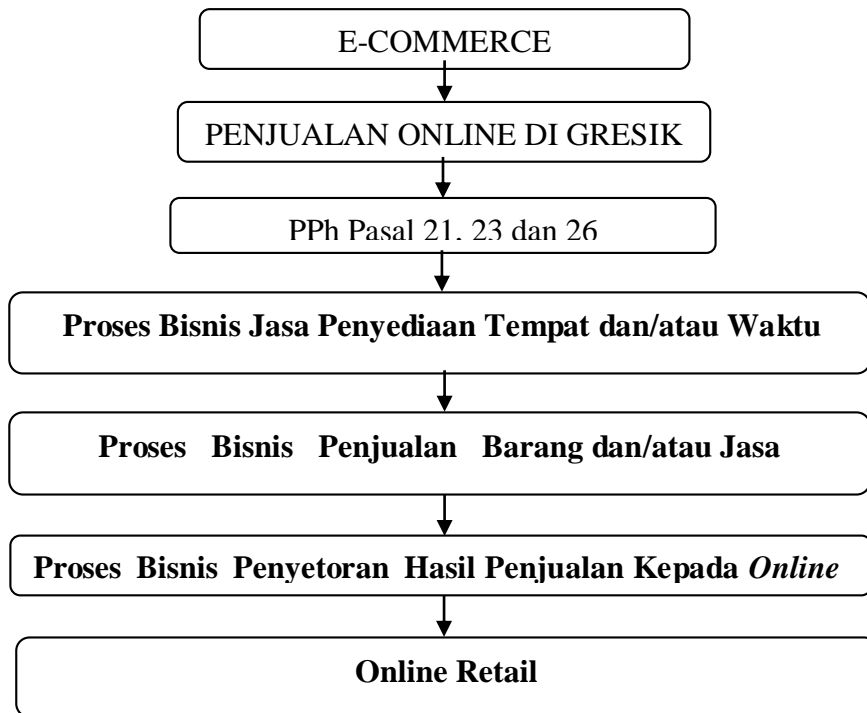 E-COMMERCE
PENJUALAN ONLINE DI GRESIK
PPh Pasal 21, 23 dan 26
Proses Bisnis Jasa Penyediaan Tempat dan/atau Waktu
Proses Bisnis Penjualan Barang dan/atau Jasa
Proses Bisnis Penyetoran Hasil Penjualan Kepada Online
Online Retail